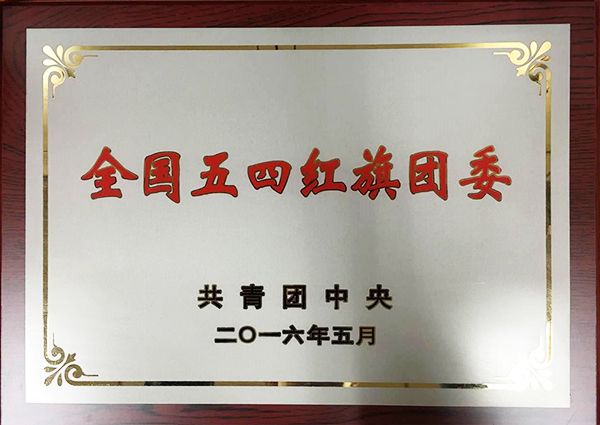 全国五四红旗团委
共青团中央
二〇一六年五月